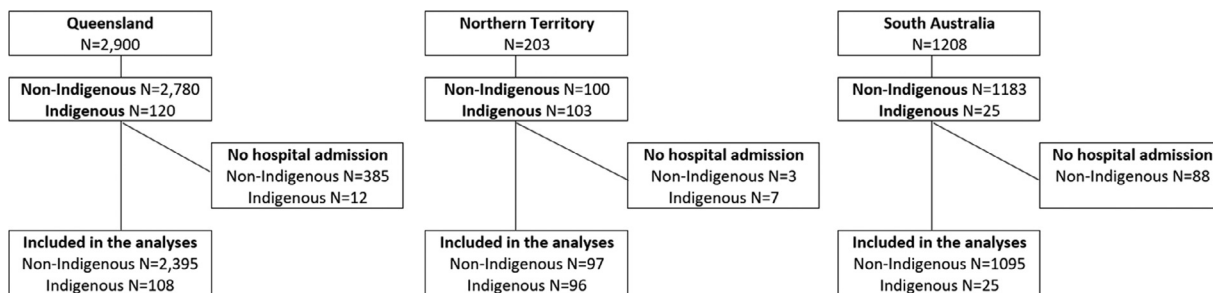 Queensland
N=2,900
Non-Indigenous N=2,780
Indigenous N=120
No hospital admission
Non-Indigenous N=385
Indigenous N=12
Included in the analyses
Non-Indigenous N=2,395
Indigenous N=108
Northern Territory
N=203
Non-Indigenous N=100
Indigenous N=103
No hospital admission
Non-Indigenous N=3
Indigenous N=7
Included in the analyses
Non-Indigenous N=97
Indigenous N=96
South Australia
N=1208
Non-Indigenous N=1183
Indigenous N=25
No hospital admission
Non-Indigenous N=88
Included in the analyses
Non-Indigenous N=1095
Indigenous N=25